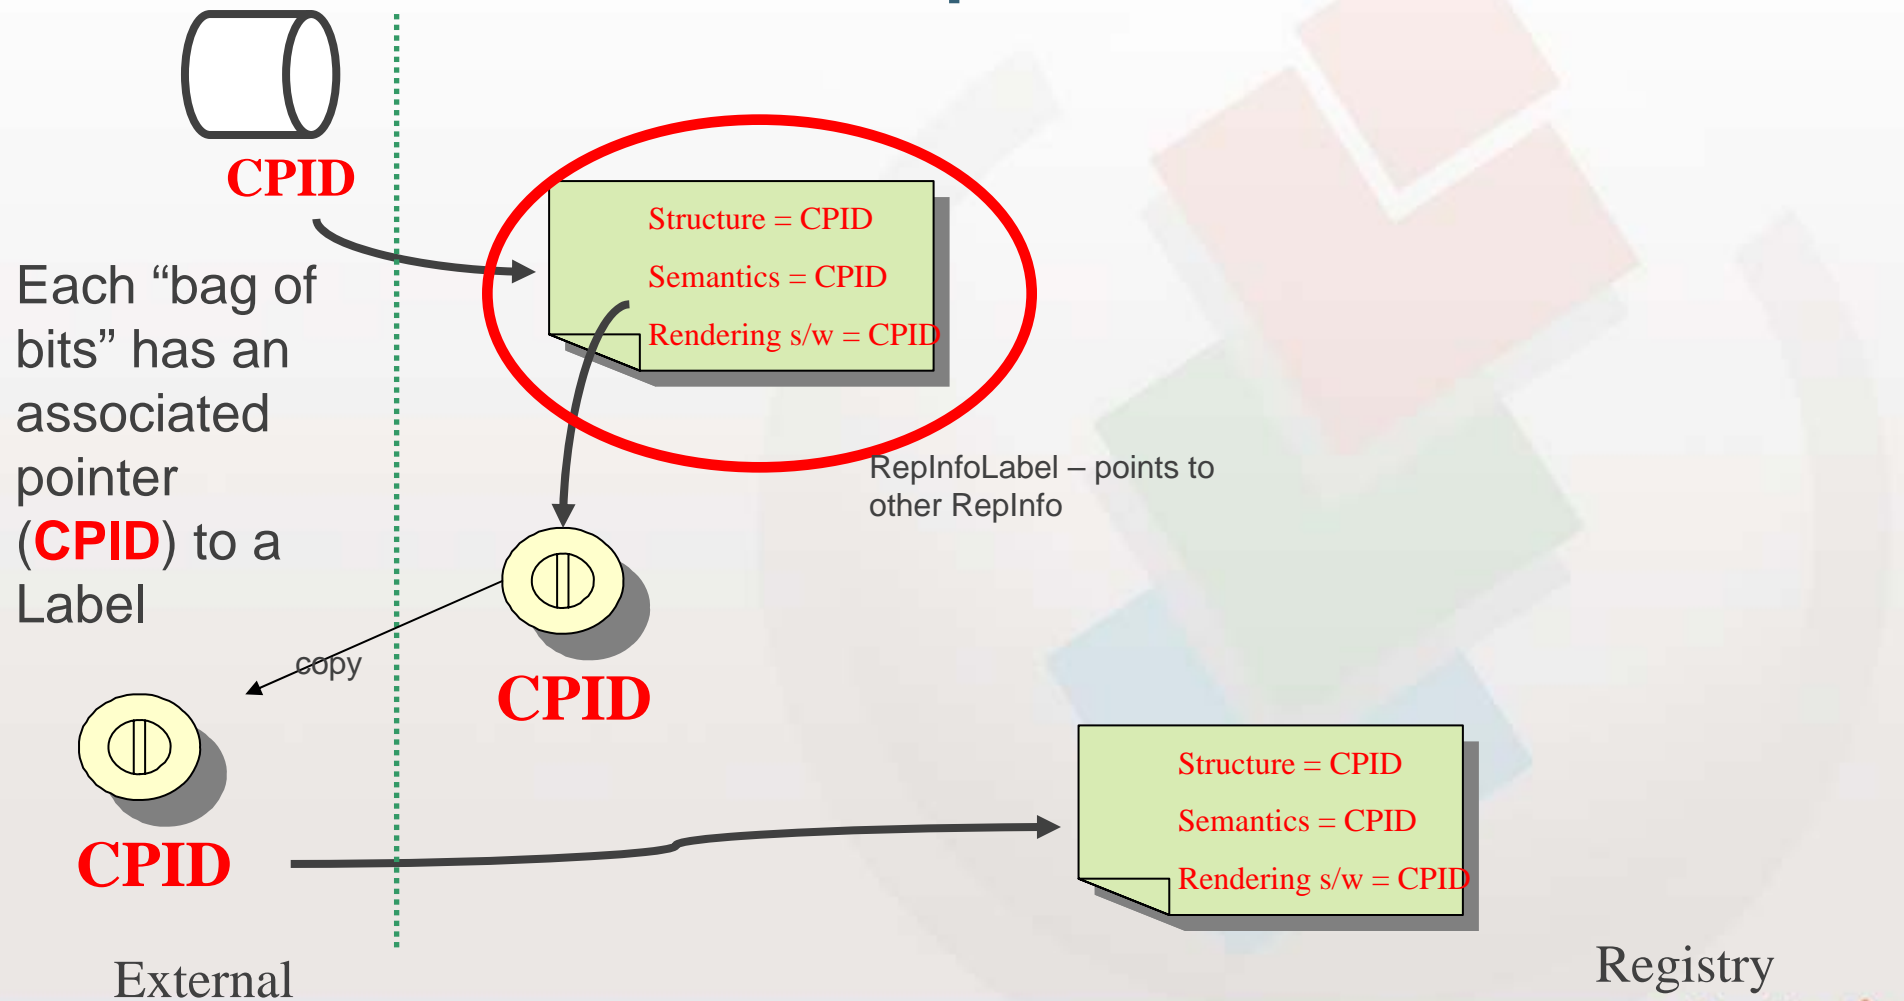 CPID
Each “bag of
bits” has an
associated
pointer
(CPID) to a
Label
Structure = CPID
Semantics = CPID
Rendering s/w = CPID
RepInfoLabel – points to
other RepInfo
copy
CPID
CPID
Structure = CPID
Semantics = CPID
Rendering s/w = CPID
External
Registry